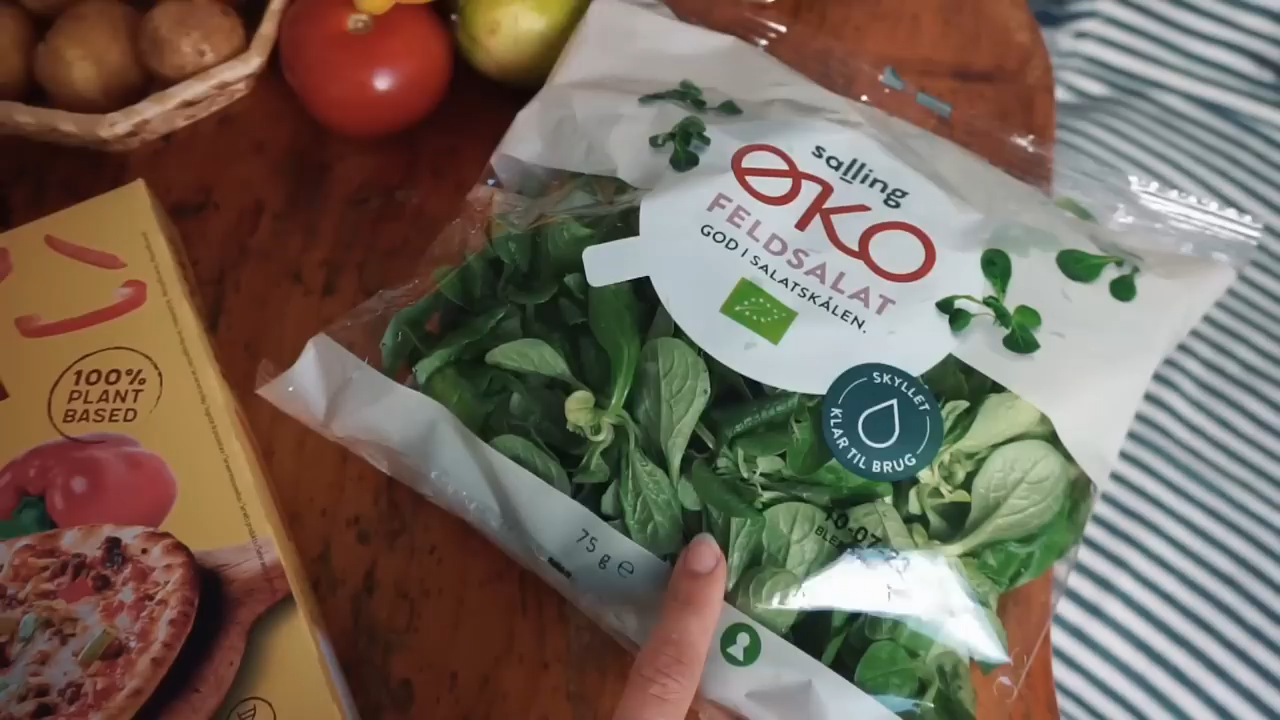 salling
ØKO
FELDSALAT
GOD I SALATSKÅLEN.
SKYLLET
KLAR TIL BRUG
10-07
75 g e
100%
PLANT
BASED